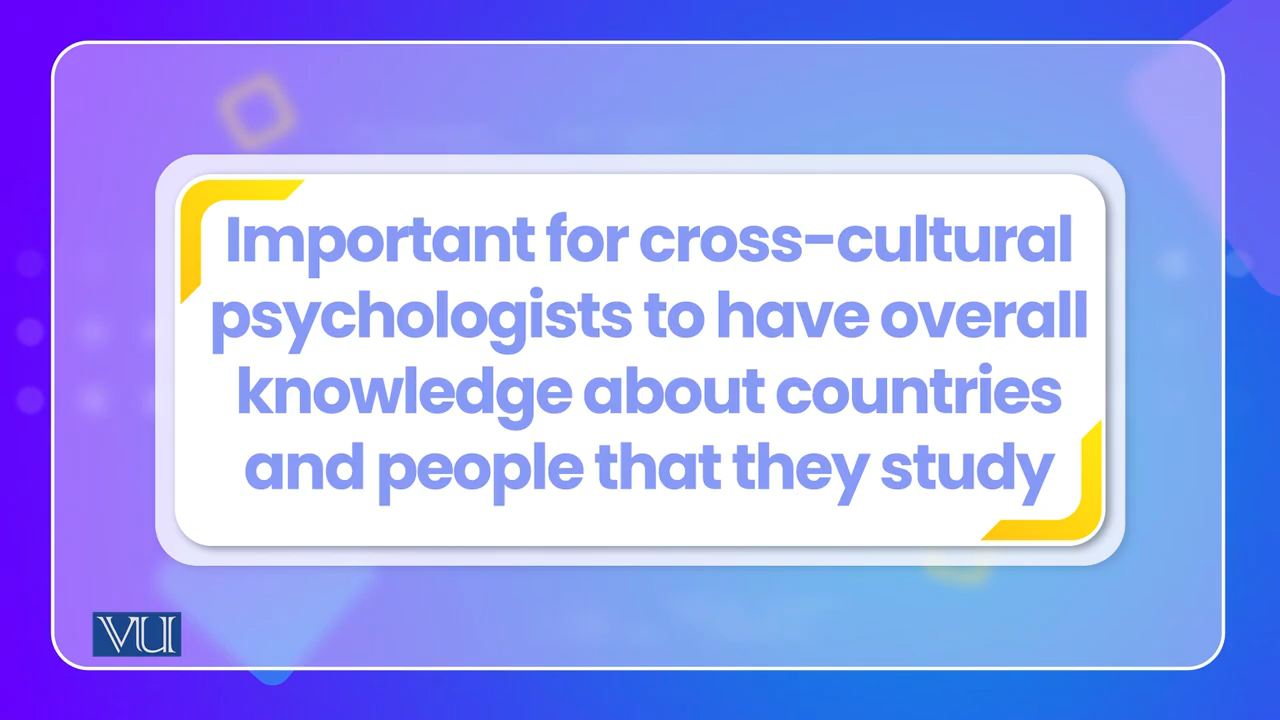 Important for cross-cultural
psychologists to have overall
knowledge about countries
and people that they study
VU